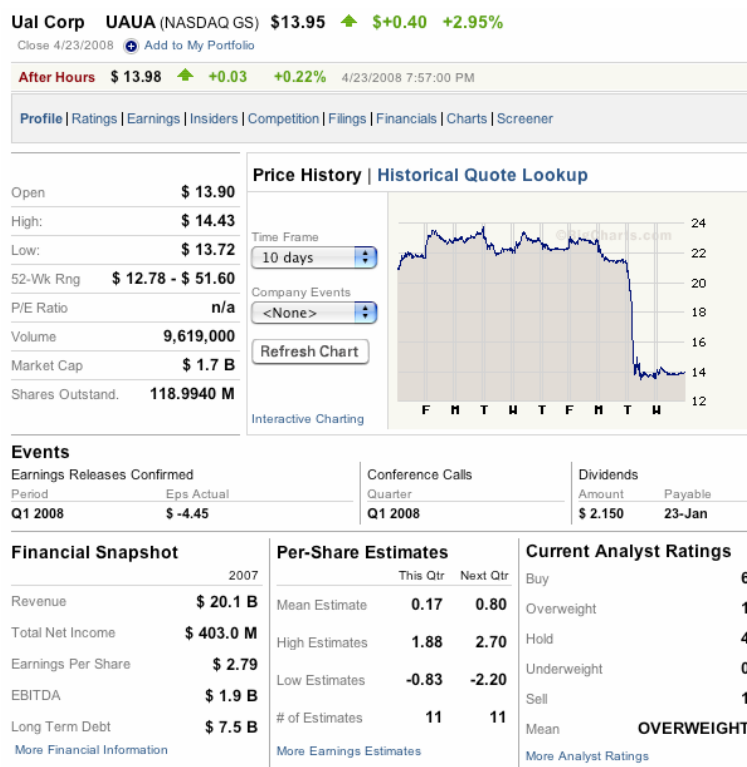 Ual Corp UAUA (NASDAQ GS) $13.95 $+0.40 +2.95%
Close 4/23/2008 Add to My Portfolio
After Hours $ 13.98 +0.03 +0.22% 4/23/2008 7:57:00 PM
Profile | Ratings | Earnings | Insiders | Competition | Filings | Financials | Charts | Screener
Open $ 13.90
High: $ 14.43
Low: $ 13.72
52-Wk Rng $ 12.78 - $ 51.60
P/E Ratio n/a
Volume 9,619,000
Market Cap $ 1.7 B
Shares Outstand. 118.9940 M
Price History | Historical Quote Lookup
Time Frame
10 days
Company Events
<None>
Refresh Chart
Interactive Charting
©BigCharts.com
24
22
20
18
16
14
12
F M T W T F M T W
Events
Earnings Releases Confirmed
Period Eps Actual
Q1 2008 $ -4.45
Conference Calls
Quarter
Q1 2008
Dividends
Amount Payable
$ 2.150 23-Jan
Financial Snapshot
2007
Revenue $ 20.1 B
Total Net Income $ 403.0 M
Earnings Per Share $ 2.79
EBITDA $ 1.9 B
Long Term Debt $ 7.5 B
More Financial Information
Per-Share Estimates
This Qtr Next Qtr
Mean Estimate 0.17 0.80
High Estimates 1.88 2.70
Low Estimates -0.83 -2.20
# of Estimates 11 11
More Earnings Estimates
Current Analyst Ratings
Buy 6
Overweight 1
Hold 4
Underweight 0
Sell 1
Mean OVERWEIGHT
More Analyst Ratings